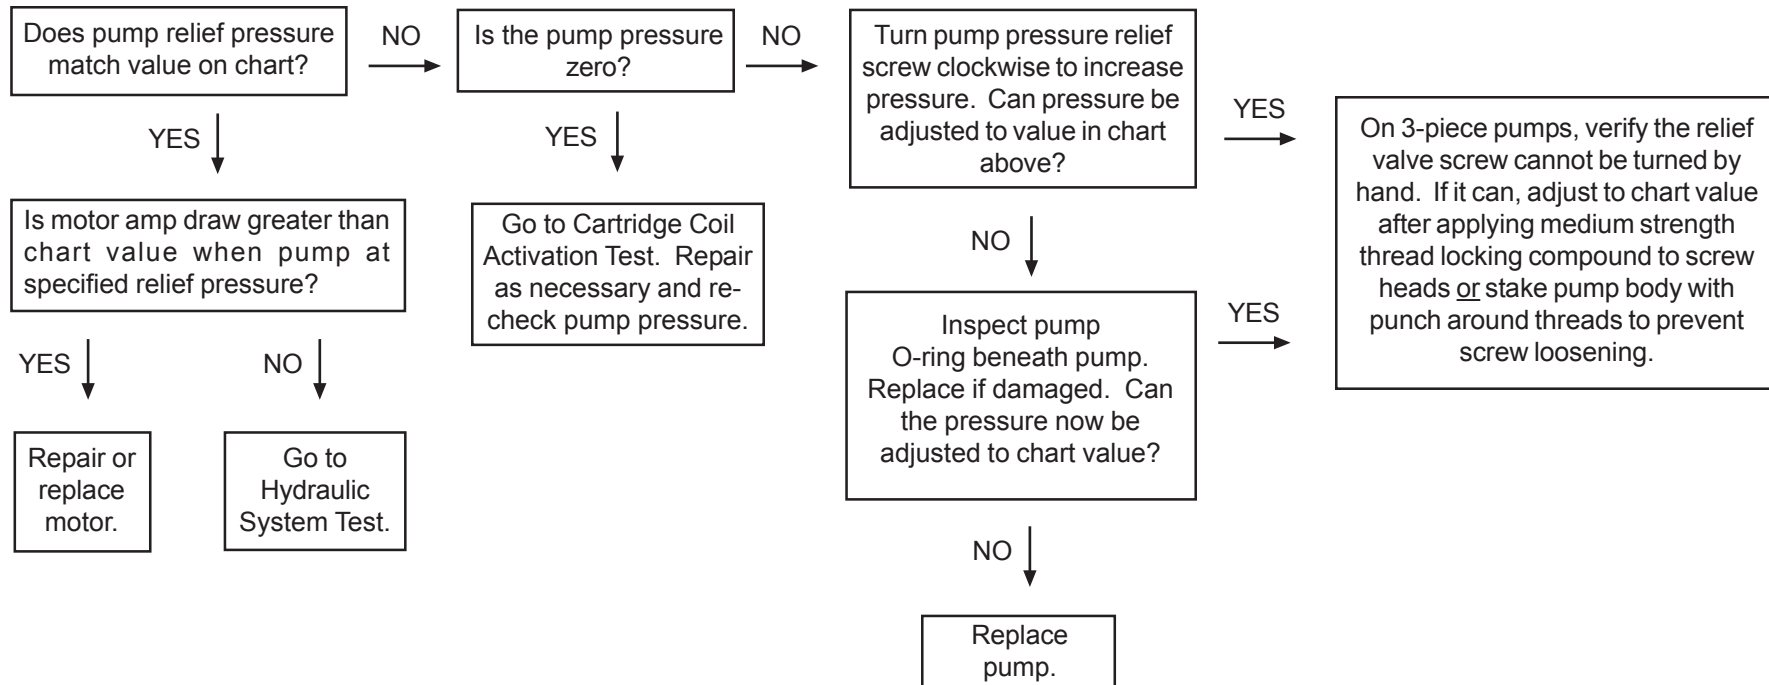 Does pump relief pressure
match value on chart?
NO
Is the pump pressure
zero?
NO
Turn pump pressure relief
screw clockwise to increase
pressure. Can pressure be
adjusted to value in chart
above?
YES
On 3-piece pumps, verify the relief
valve screw cannot be turned by
hand. If it can, adjust to chart value
after applying medium strength
thread locking compound to screw
heads or stake pump body with
punch around threads to prevent
screw loosening.
YES
YES
Is motor amp draw greater than
chart value when pump at
specified relief pressure?
Go to Cartridge Coil
Activation Test. Repair
as necessary and re-
check pump pressure.
NO
Inspect pump
O-ring beneath pump.
Replace if damaged. Can
the pressure now be
adjusted to chart value?
YES
YES
NO
Repair or
replace
motor.
Go to
Hydraulic
System Test.
NO
Replace
pump.